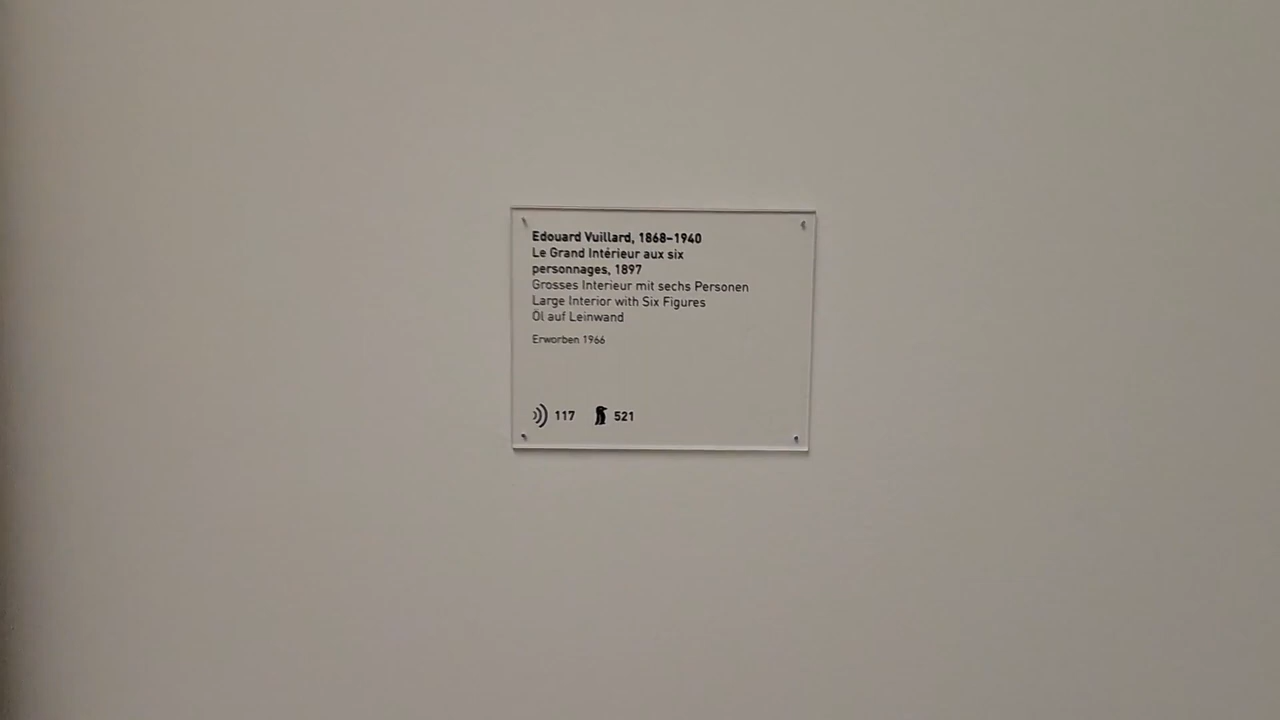 Edouard Vuillard, 1868–1940
Le Grand Intérieur aux six
personnages, 1897
Grosses Interieur mit sechs Personen
Large Interior with Six Figures
Öl auf Leinwand
Erworben 1966
117 521